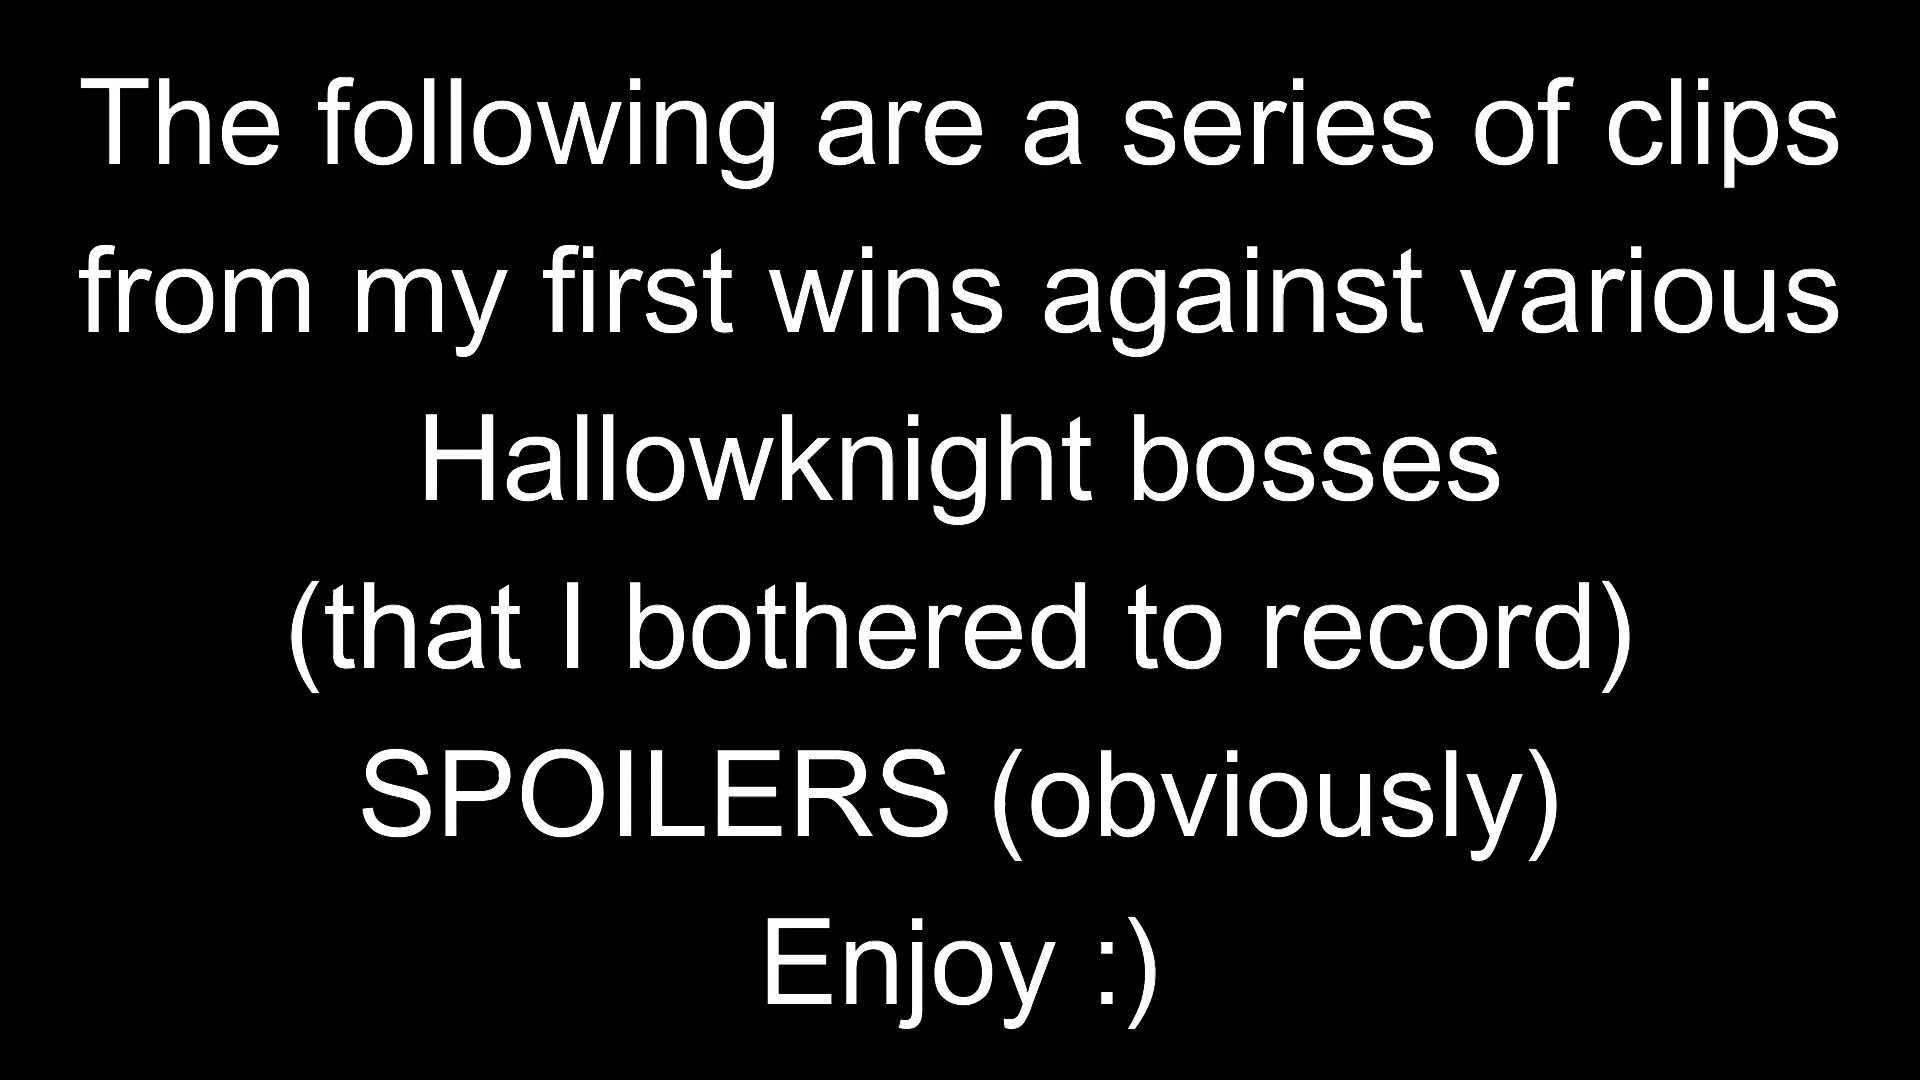 The following are a series of clips
from my first wins against various
Hallowknight bosses
(that I bothered to record)
SPOILERS (obviously)
Enjoy :)